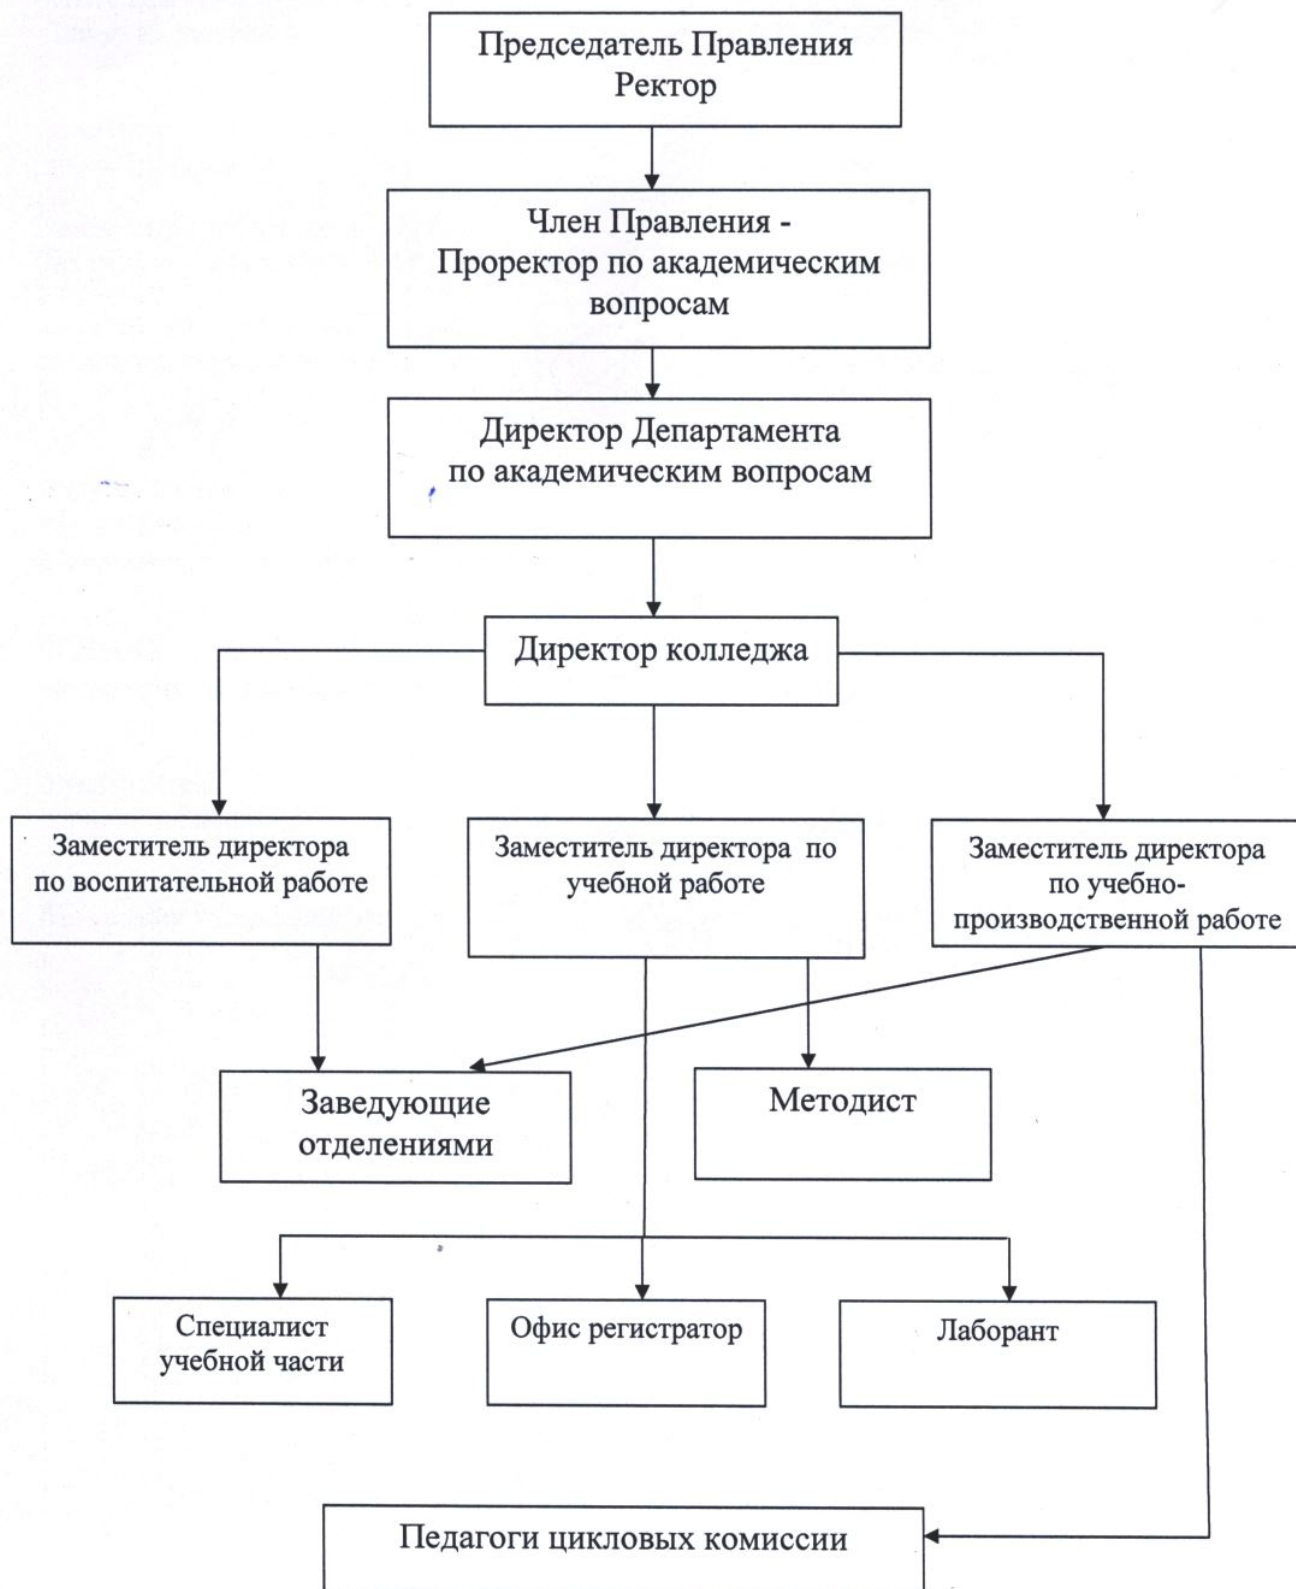 Председатель Правления
Ректор
Член Правления -
Проректор по академическим
вопросам
Директор Департамента
по академическим вопросам
Директор колледжа
Заместитель директора
по воспитательной работе
Заместитель директора по
учебной работе
Заместитель директора
по учебно-
производственной работе
Заведующие
отделениями
Методист
Специалист
учебной части
Офис регистратор
Лаборант
Педагоги цикловых комиссии